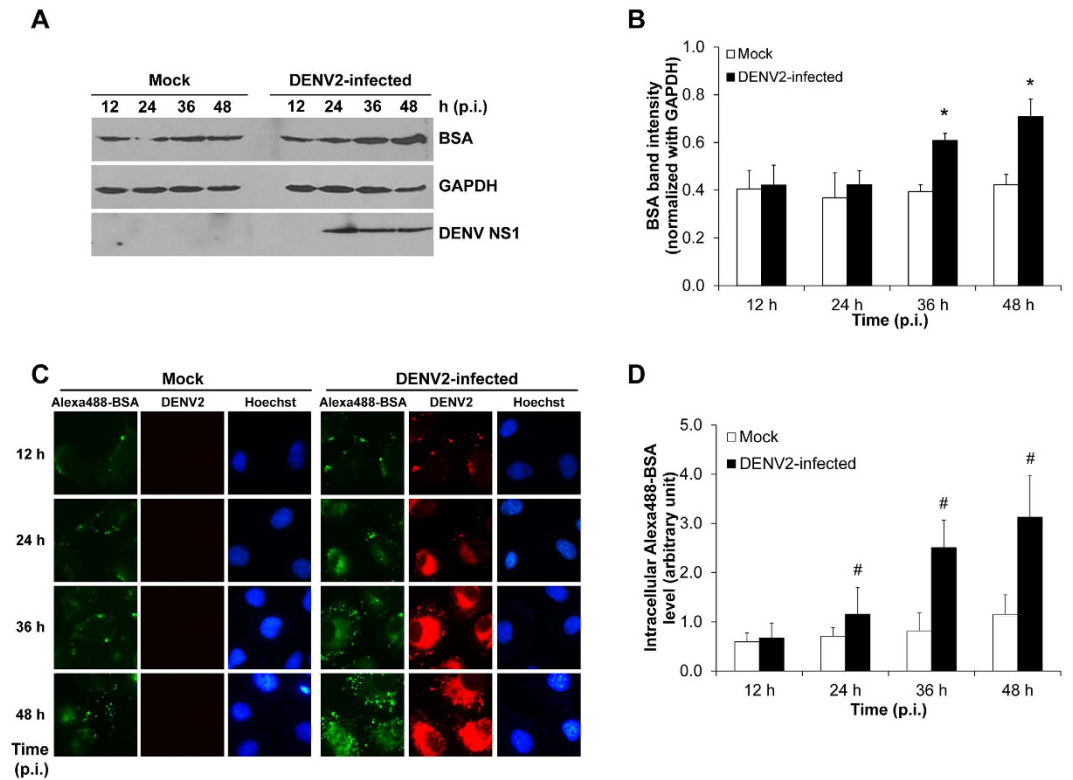 A
Mock DENV2-infected
12 24 36 48 12 24 36 48 h (p.i.)
BSA
GAPDH
DENV NS1
B
Mock
DENV2-infected
BSA band intensity
(normalized with GAPDH)
1.0
0.8
0.6
0.4
0.2
0.0
* *
12 h 24 h 36 h 48 h
Time (p.i.)
C
Mock DENV2-infected
Alexa488-BSA DENV2 Hoechst Alexa488-BSA DENV2 Hoechst
12 h
24 h
36 h
48 h
Time
(p.i.)
D
Mock
DENV2-infected
Intracellular Alexa488-BSA
level (arbitrary unit)
5.0
4.0
3.0
2.0
1.0
0.0
# # #
12 h 24 h 36 h 48 h
Time (p.i.)